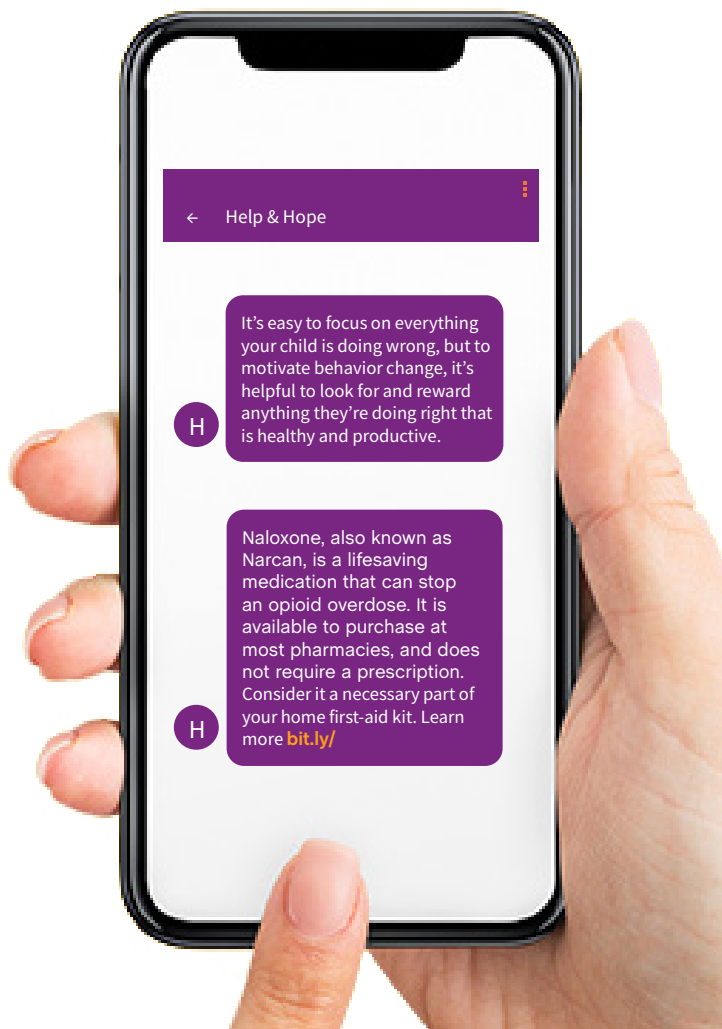 ← Help & Hope
It’s easy to focus on everything
your child is doing wrong, but to
motivate behavior change, it’s
helpful to look for and reward
anything they’re doing right that
is healthy and productive.
H
Naloxone, also known as
Narcan, is a lifesaving
medication that can stop
an opioid overdose. It is
available to purchase at
most pharmacies, and does
not require a prescription.
Consider it a necessary part of
your home first-aid kit. Learn
more bit.ly/
H